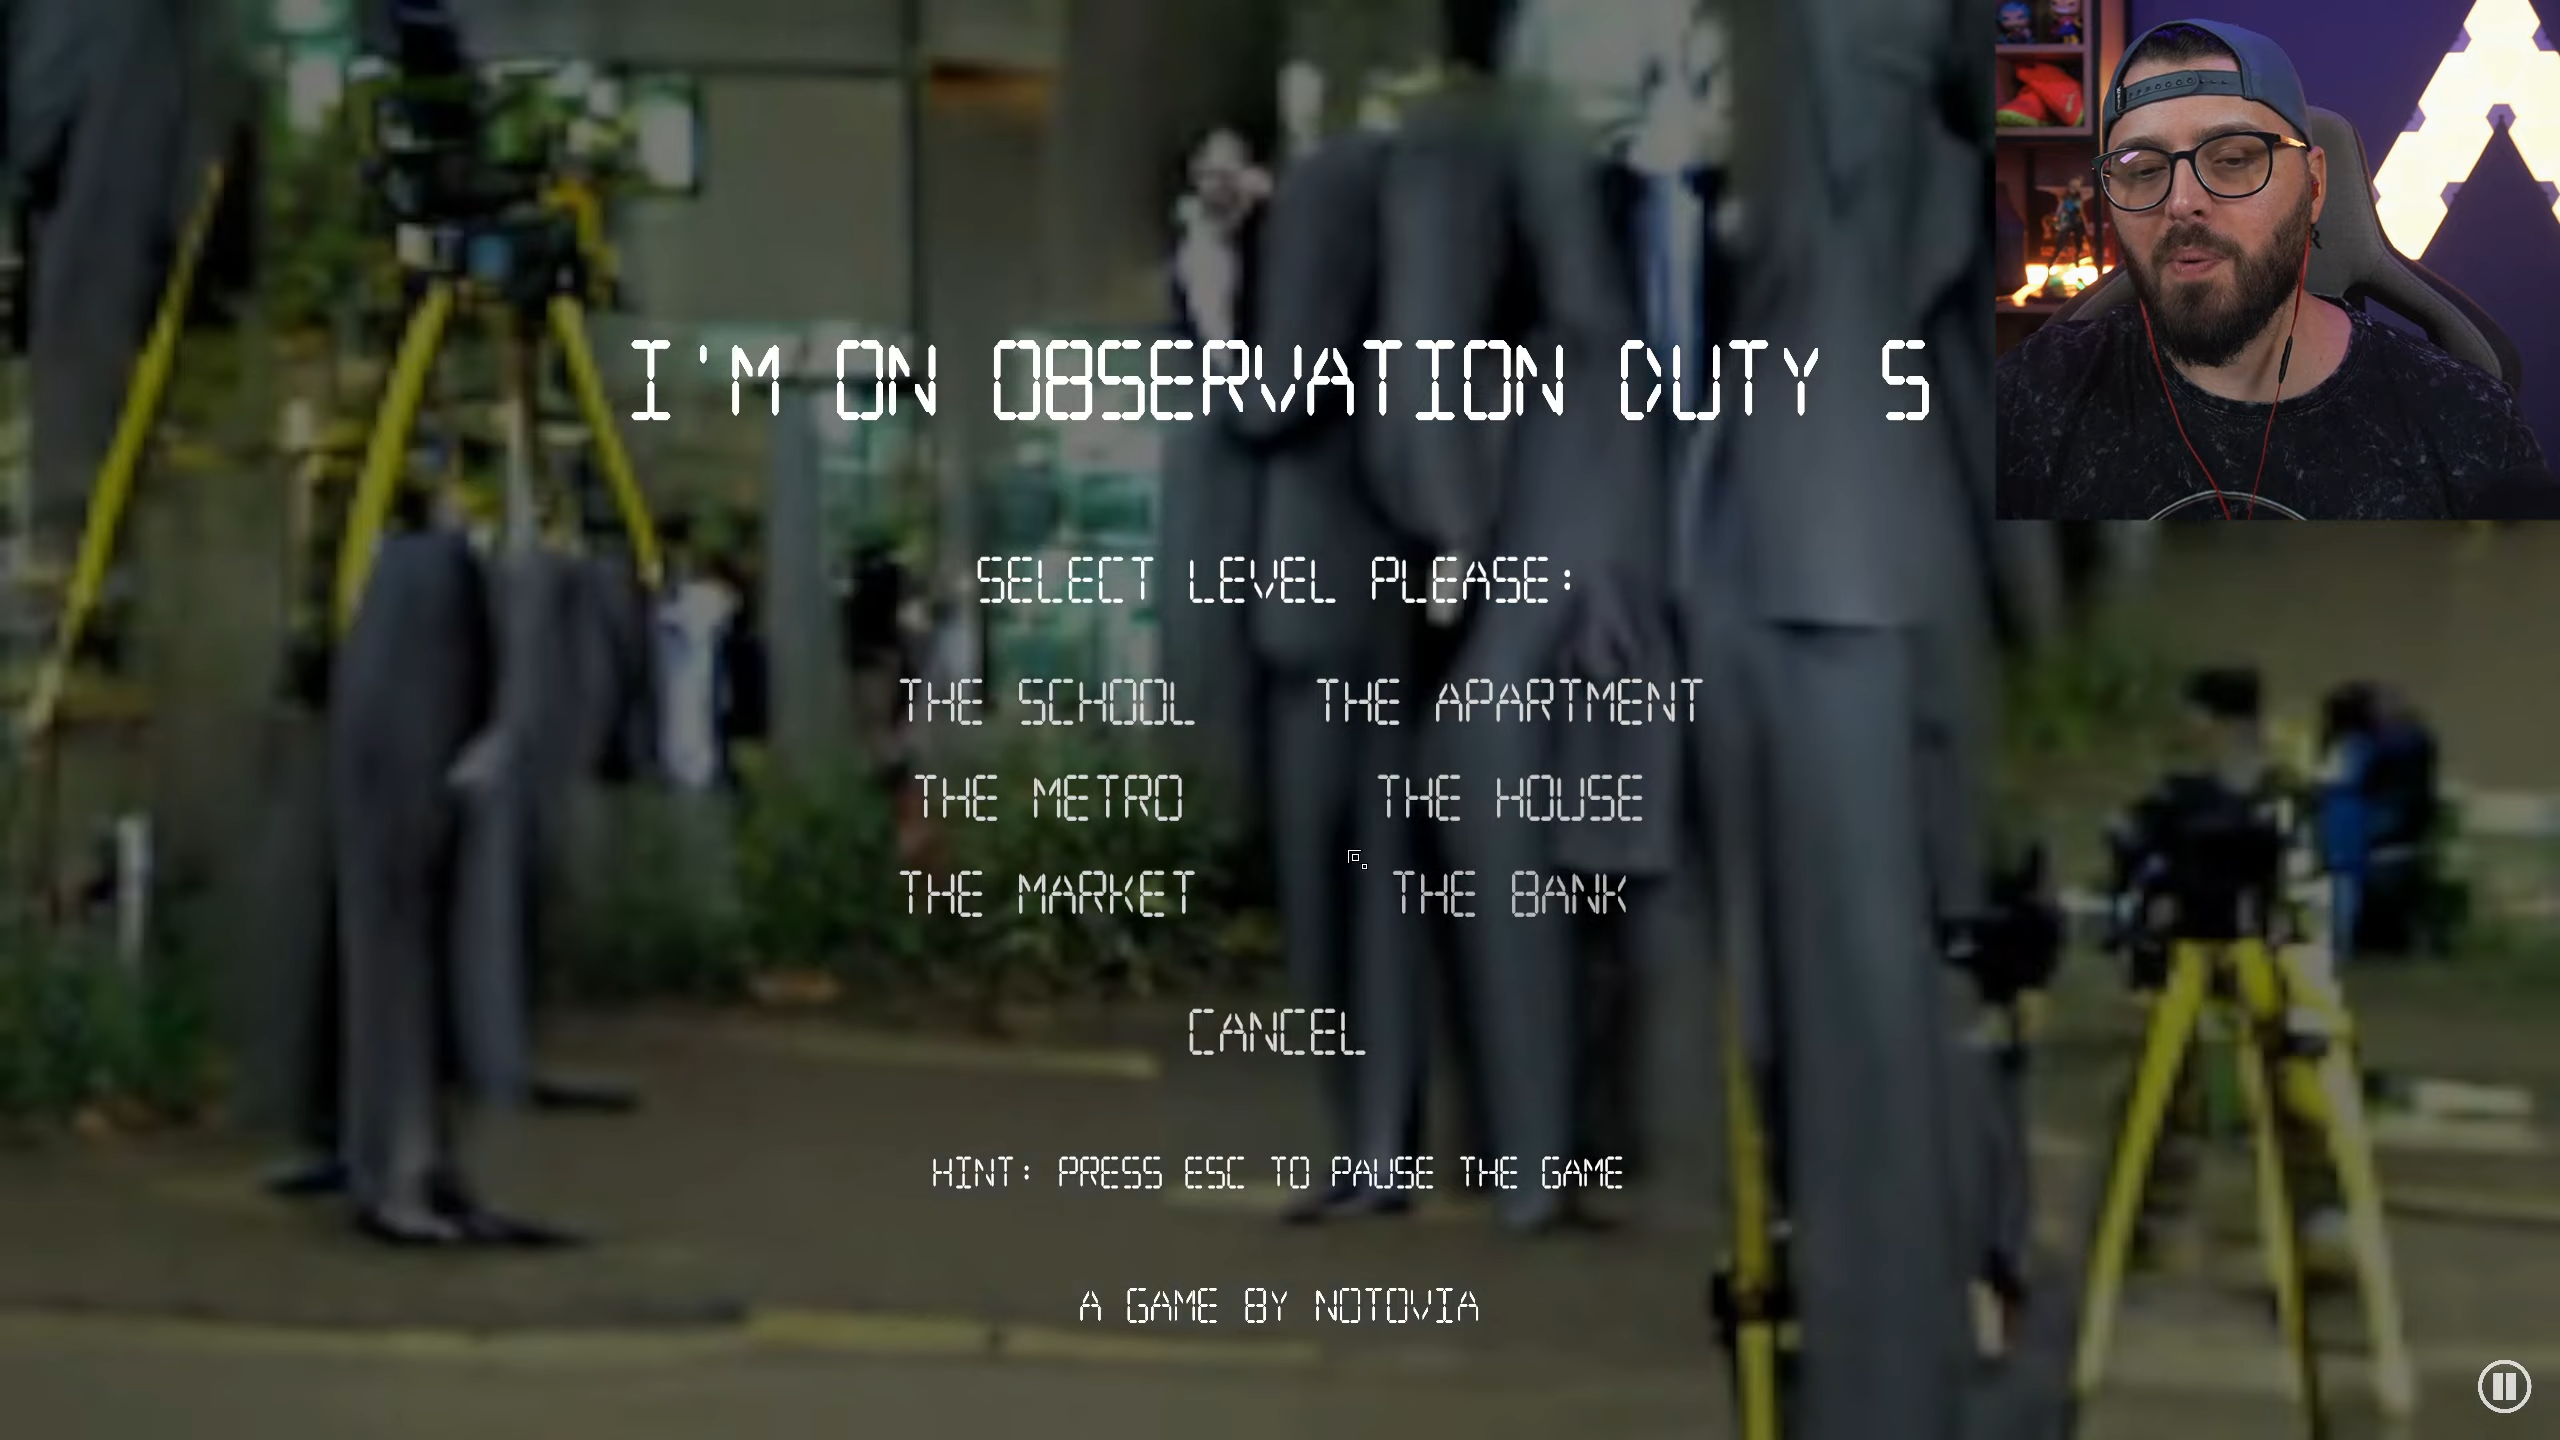 I'M ON OBSERVATION DUTY 5
SELECT LEVEL PLEASE:
THE SCHOOL THE APARTMENT
THE METRO THE HOUSE
THE MARKET THE BANK
CANCEL
HINT: PRESS ESC TO PAUSE THE GAME
A GAME BY NOTOVIA